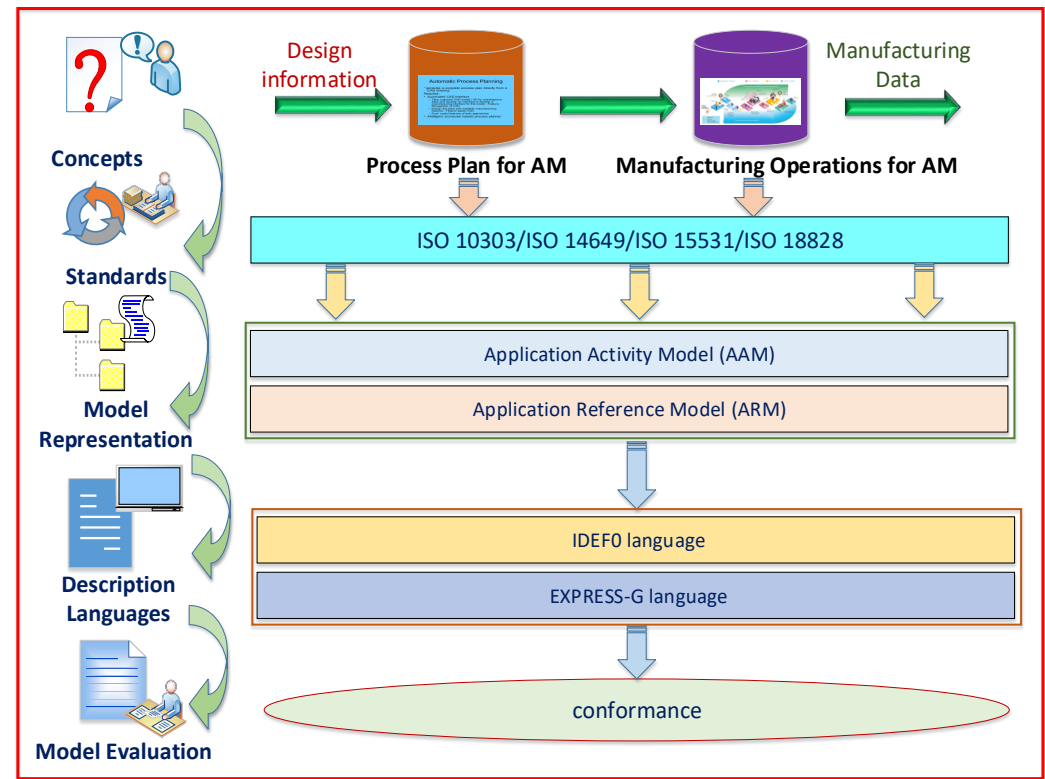 Design
information
Manufacturing
Data
Automatic Process Planning
Process Plan for AM
Manufacturing Operations for AM
Concepts
ISO 10303/ISO 14649/ISO 15531/ISO 18828
Standards
Application Activity Model (AAM)
Application Reference Model (ARM)
Model
Representation
IDEF0 language
EXPRESS-G language
Description
Languages
conformance
Model Evaluation